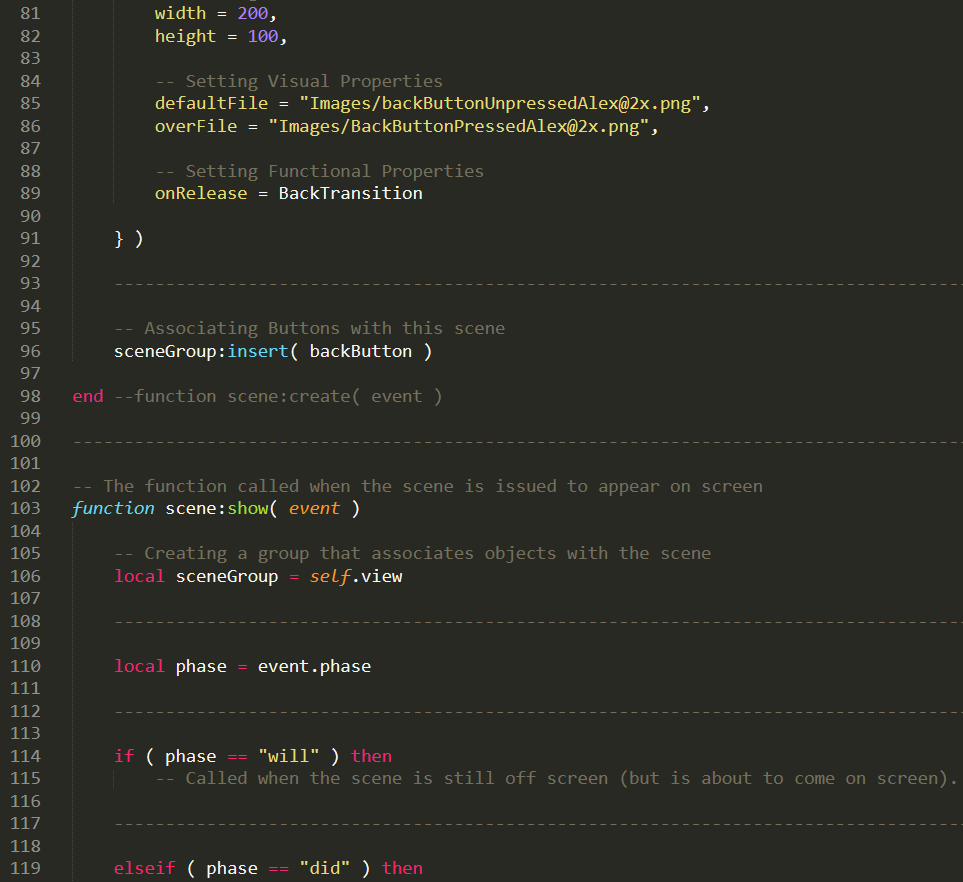 81 width = 200,
82 height = 100,
83
84 -- Setting Visual Properties
85 defaultFile = "Images/backButtonUnpressedAlex@2x.png",
86 overFile = "Images/BackButtonPressedAlex@2x.png",
87
88 -- Setting Functional Properties
89 onRelease = BackTransition
90
91 } )
92
93 -----------------------------------------------------------------------------------
94
95 -- Associating Buttons with this scene
96 sceneGroup:insert( backButton )
97
98 end --function scene:create( event )
99
100 ---------------------------------------------------------------------------------------
101
102 -- The function called when the scene is issued to appear on screen
103 function scene:show( event )
104
105 -- Creating a group that associates objects with the scene
106 local sceneGroup = self.view
107
108 -----------------------------------------------------------------------------------
109
110 local phase = event.phase
111
112 -----------------------------------------------------------------------------------
113
114 if ( phase == "will" ) then
115 -- Called when the scene is still off screen (but is about to come on screen).
116
117 -----------------------------------------------------------------------------------
118
119 elseif ( phase == "did" ) then